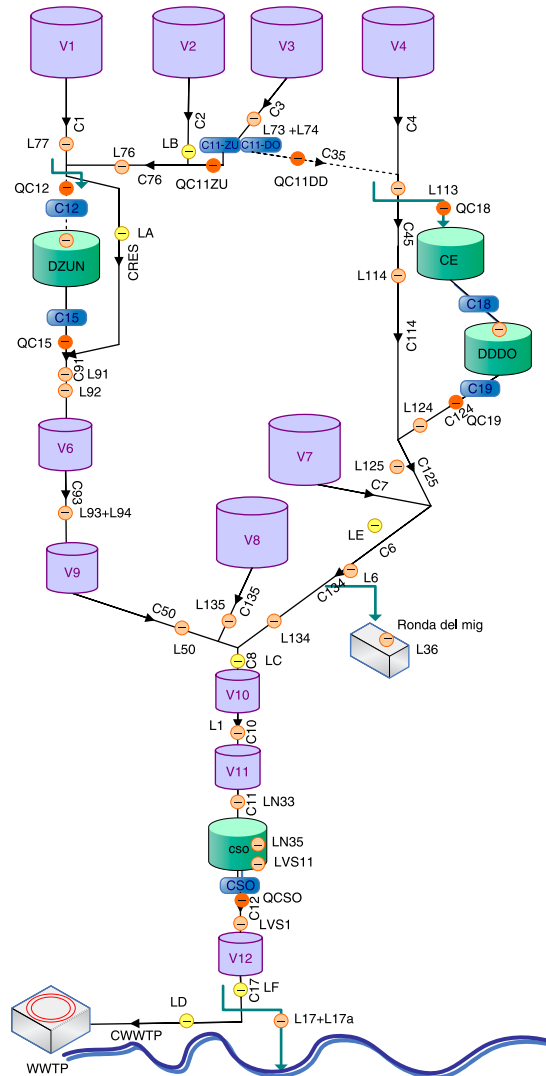 V1
V2
V3
V4
C1
C2
C3
C4
L77
L76
LB
L73 +L74
C11-ZU
C11-DO
C35
C76
QC11ZU
QC11DD
QC12
L113
QC18
C12
LA
C45
DZUN
CRES
CE
L114
C18
C15
QC15
C114
DDDO
C91
L91
L92
C19
L124
C124
QC19
V6
L125
C125
V7
C7
C93
L93+L94
LE
V8
C6
V9
L6
C134
C50
L135
C135
L134
L50
Ronda del mig
L36
LC
C8
V10
L1
C10
V11
LN33
C11
LN35
cso
LVS11
CSO
QCSO
C12
LVS1
V12
LF
C17
LD
L17+L17a
CWWTP
WWTP